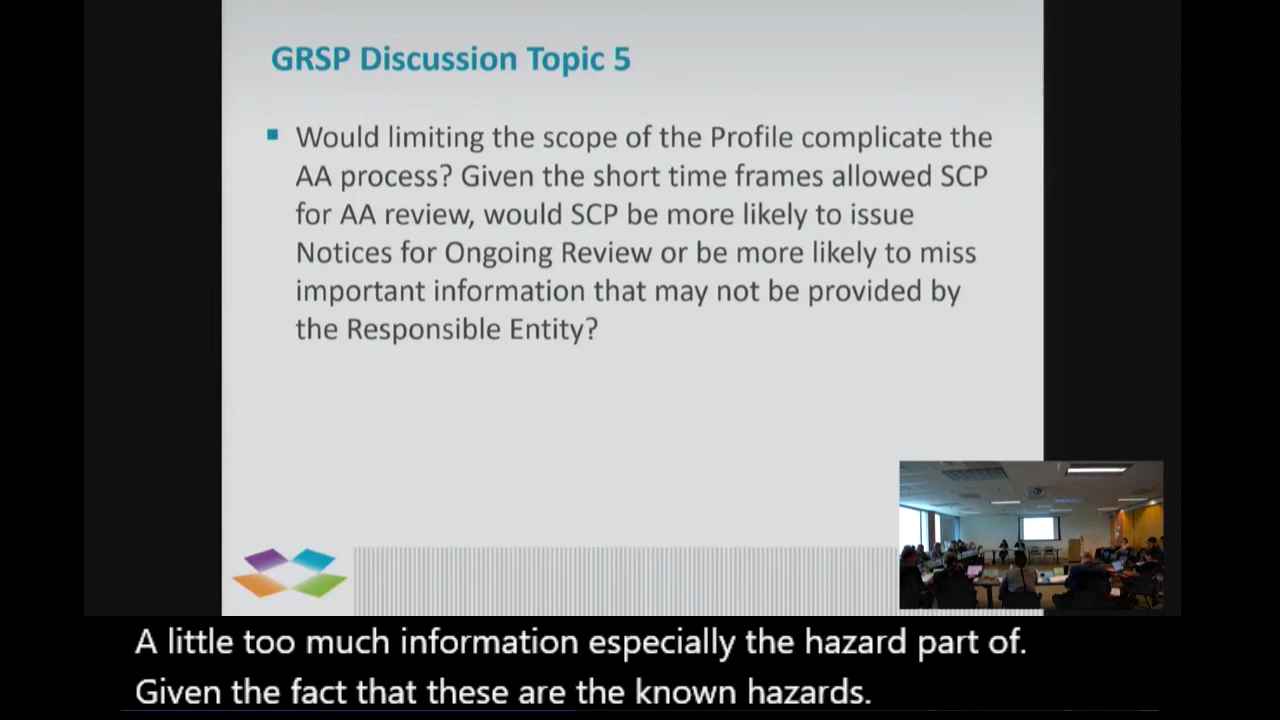 GRSP Discussion Topic 5
Would limiting the scope of the Profile complicate the
AA process? Given the short time frames allowed SCP
for AA review, would SCP be more likely to issue
Notices for Ongoing Review or be more likely to miss
important information that may not be provided by
the Responsible Entity?
A little too much information especially the hazard part of.
Given the fact that these are the known hazards.